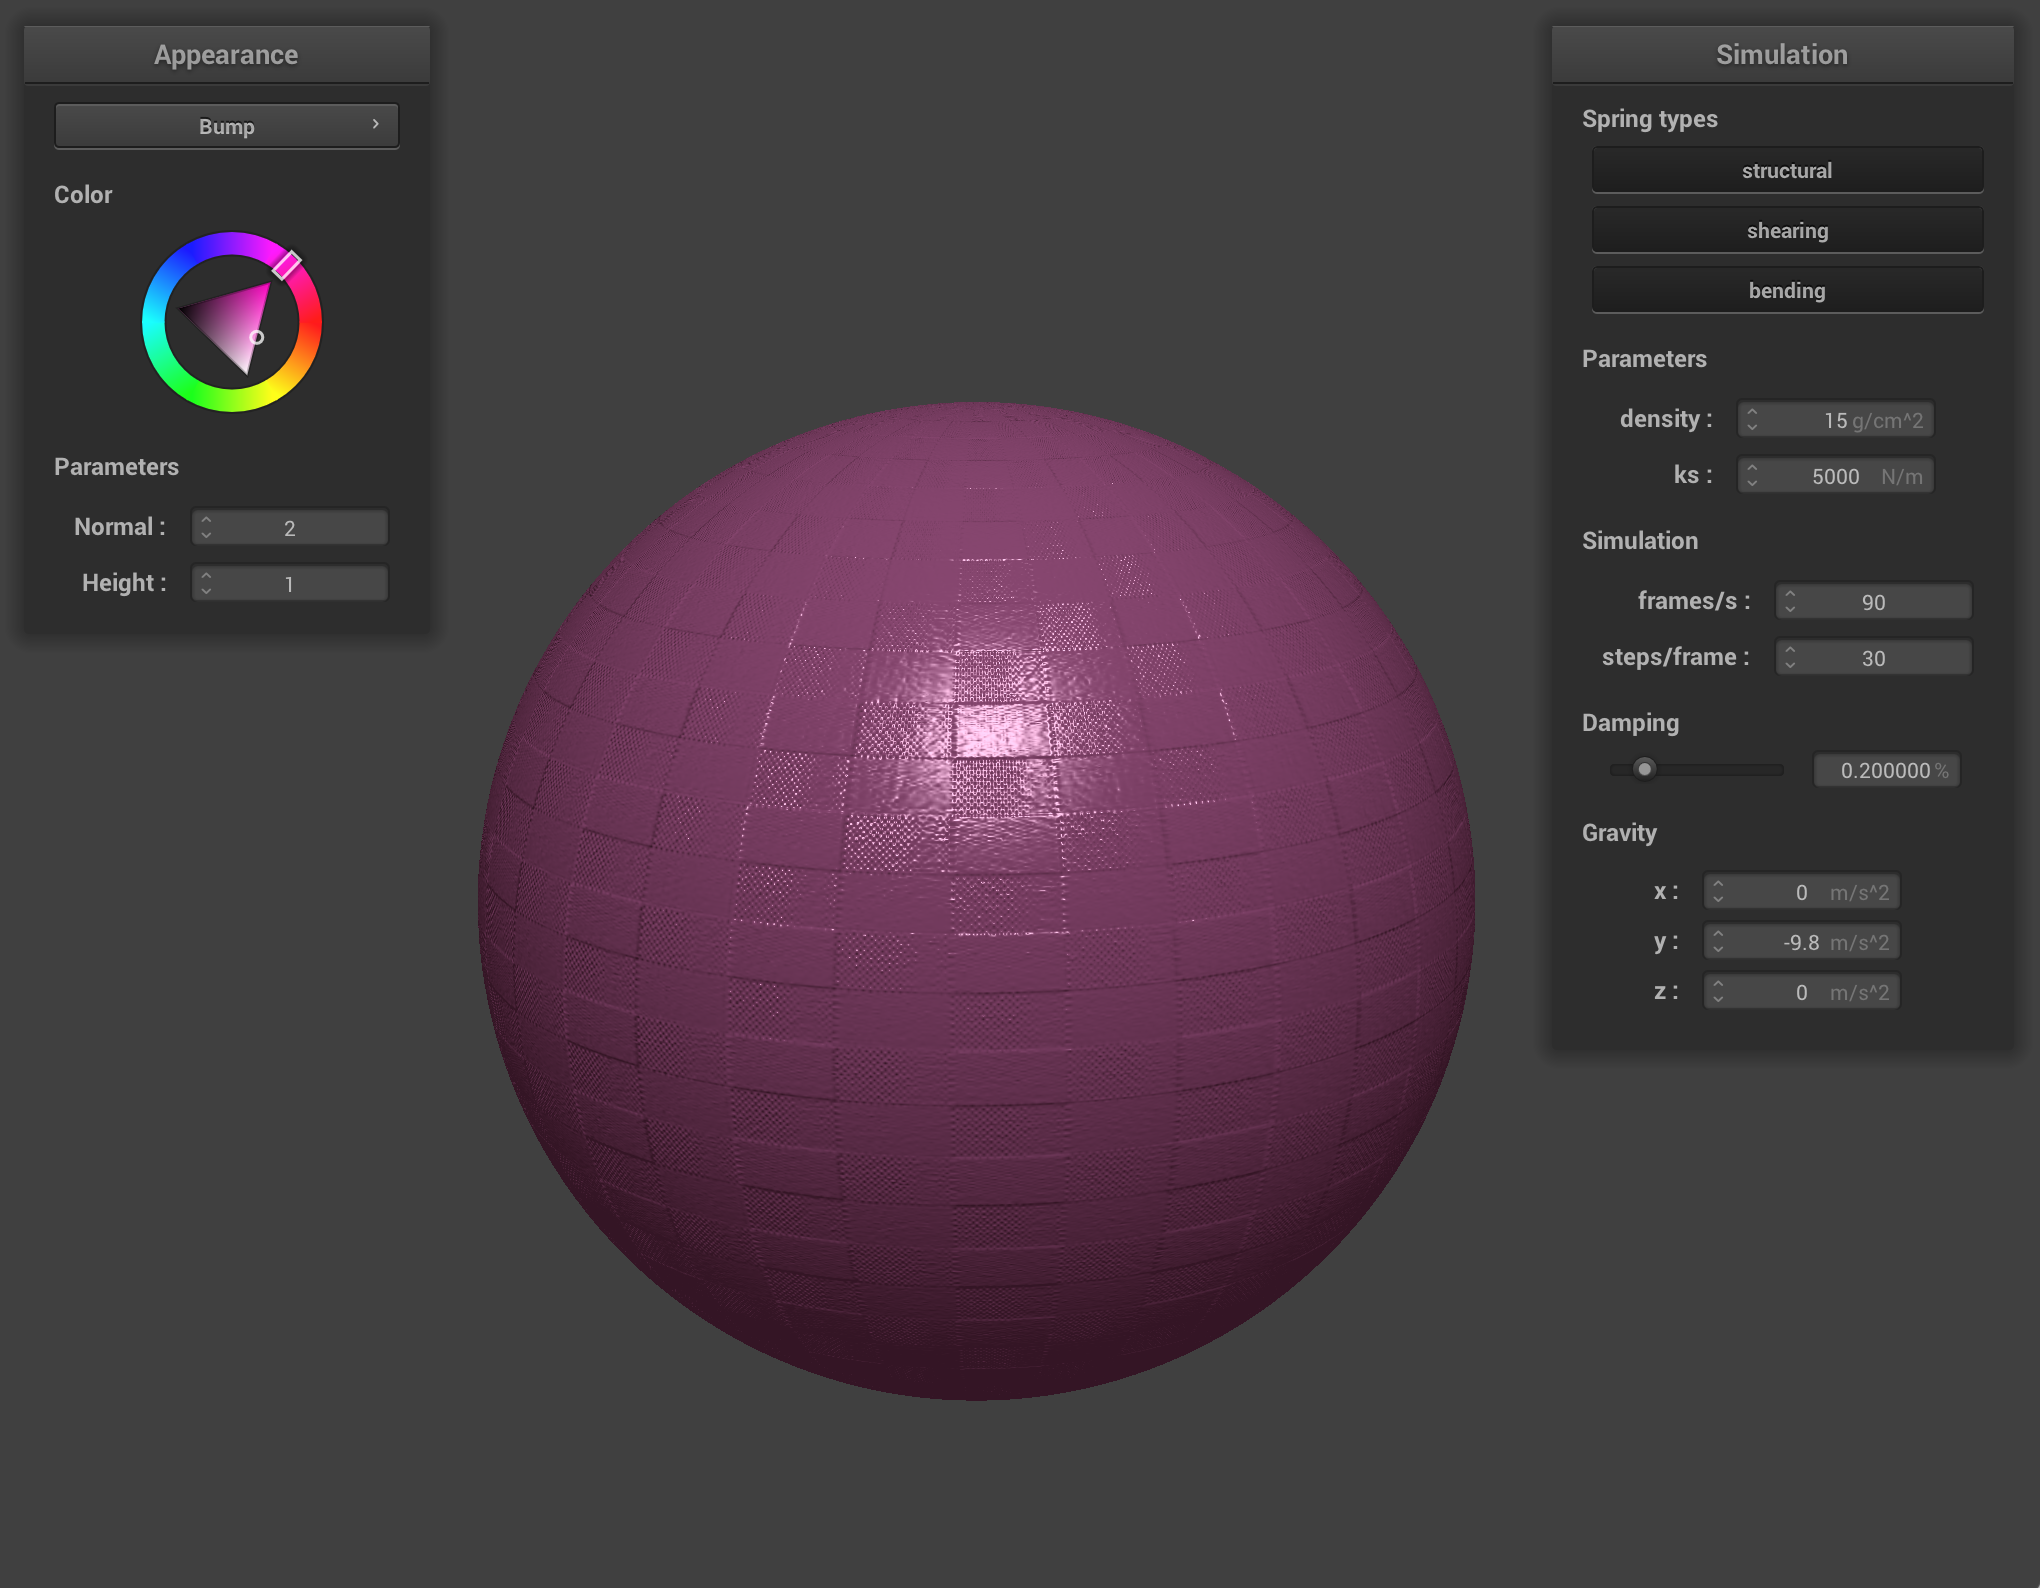 Appearance
Bump ›
Color
Parameters
Normal : 2
Height : 1
Simulation
Spring types
structural
shearing
bending
Parameters
density : 15 g/cm^2
ks : 5000 N/m
Simulation
frames/s : 90
steps/frame : 30
Damping
0.200000 %
Gravity
x : 0 m/s^2
y : -9.8 m/s^2
z : 0 m/s^2